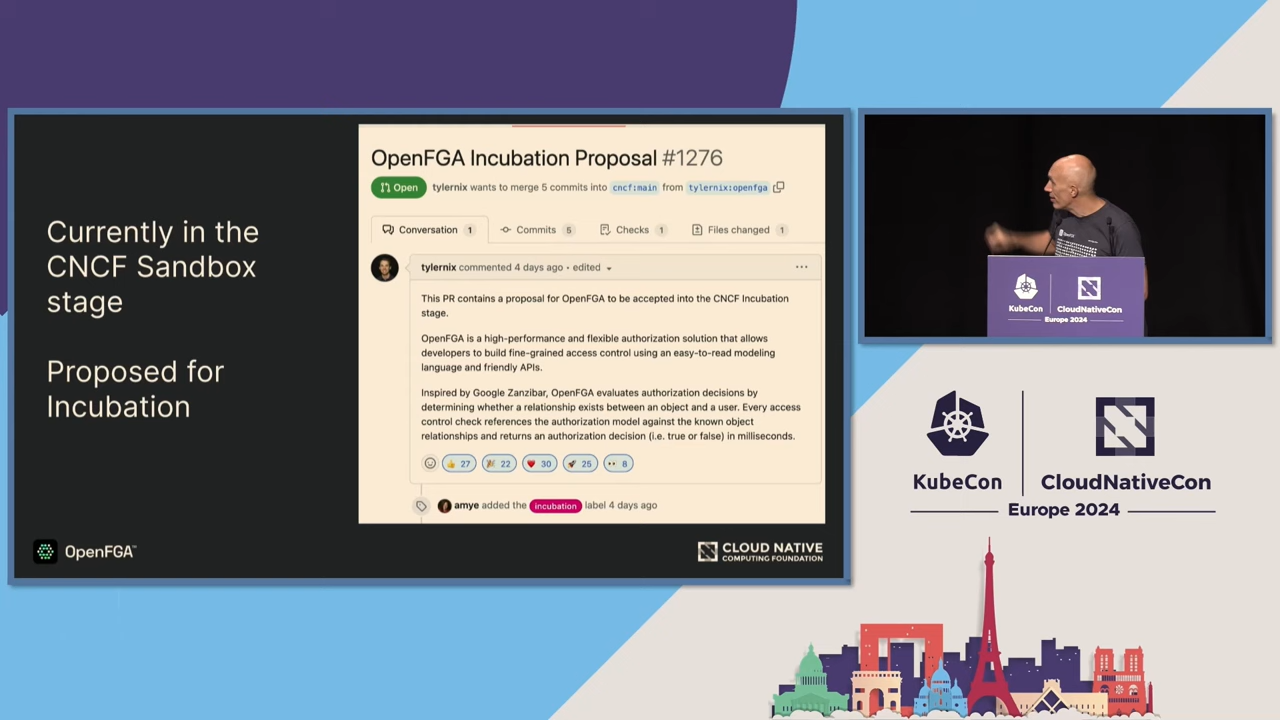 Currently in the
CNCF Sandbox
stage
Proposed for
Incubation
OpenFGA Incubation Proposal #1276
Open
tylernix wants to merge 5 commits into cncf:main from tylernix:openfga
Conversation 1
Commits 5
Checks 1
Files changed 1
tylernix commented 4 days ago • edited
This PR contains a proposal for OpenFGA to be accepted into the CNCF Incubation
stage.
OpenFGA is a high-performance and flexible authorization solution that allows
developers to build fine-grained access control using an easy-to-read modeling
language and friendly APIs.
Inspired by Google Zanzibar, OpenFGA evaluates authorization decisions by
determining whether a relationship exists between an object and a user. Every access
control check references the authorization model against the known object
relationships and returns an authorization decision (i.e. true or false) in milliseconds.
👍 27 🎉 22 ❤️ 30 🚀 25 👀 8
amye added the incubation label 4 days ago
OpenFGA™
CLOUD NATIVE
COMPUTING FOUNDATION
KubeCon
CloudNativeCon
Europe 2024
KubeCon
CloudNativeCon
Europe 2024